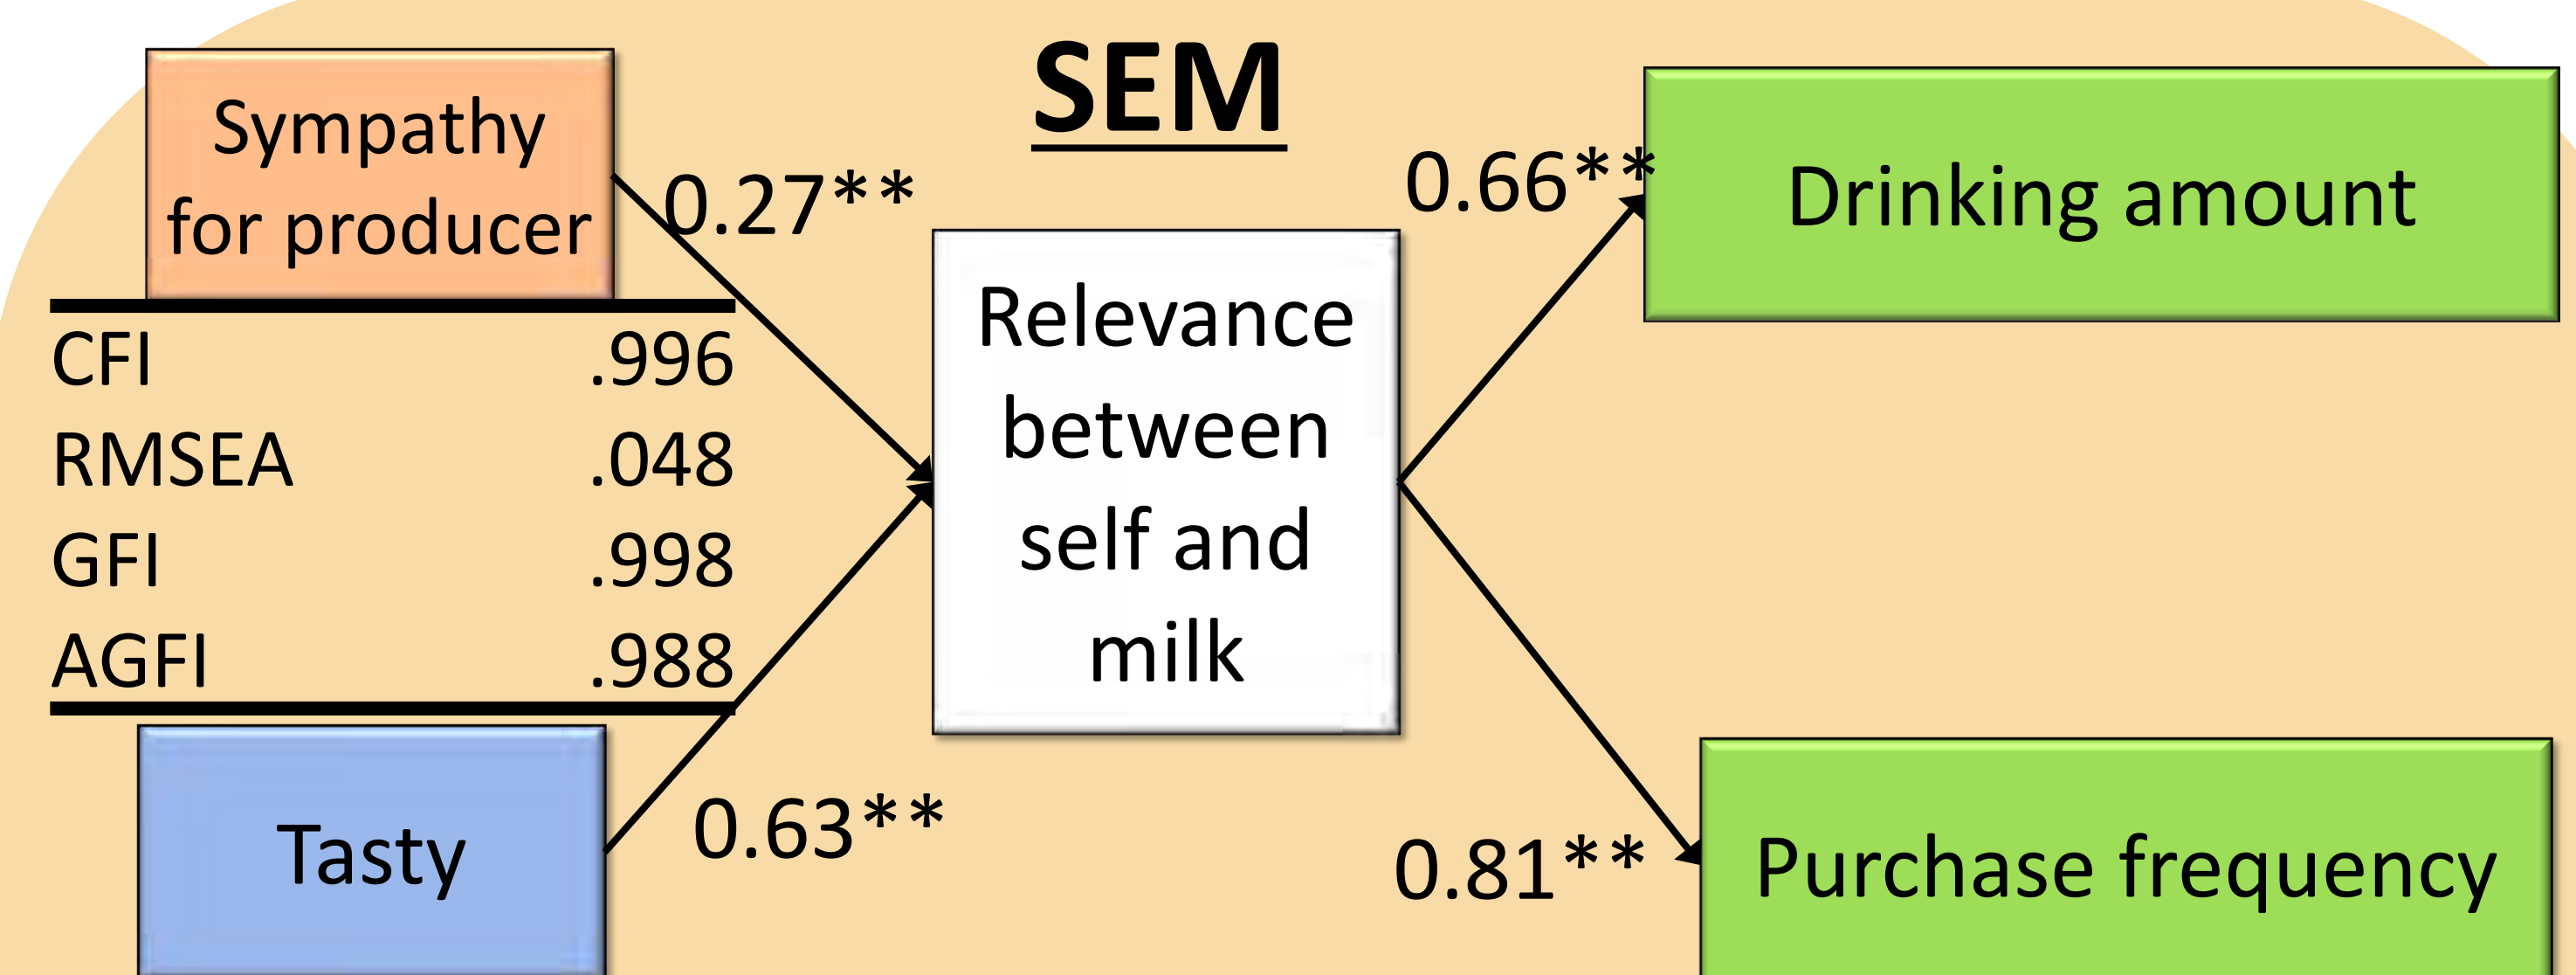 SEM
Sympathy
for producer
0.27**
0.66**
Drinking amount
CFI .996
RMSEA .048
GFI .998
AGFI .988
Relevance
between
self and
milk
Tasty
0.63**
0.81**
Purchase frequency